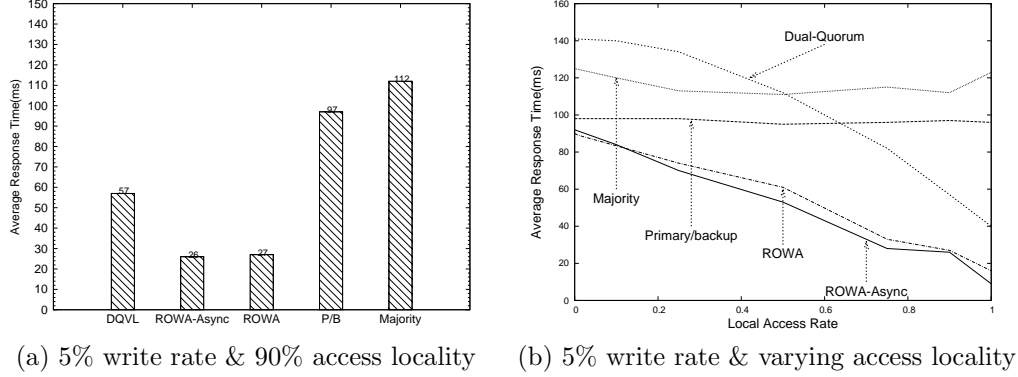 150
140
130
120
110
100
90
80
70
60
50
40
30
20
10
0
Average Response Time(ms)
57
26
27
97
112
DQVL ROWA-Async ROWA P/B Majority
(a) 5% write rate & 90% access locality
160
140
120
100
80
60
40
20
0
Average Response Time(ms)
Dual-Quorum
Majority
Primary/backup
ROWA
ROWA-Async
0 0.2 0.4 0.6 0.8 1
Local Access Rate
(b) 5% write rate & varying access locality